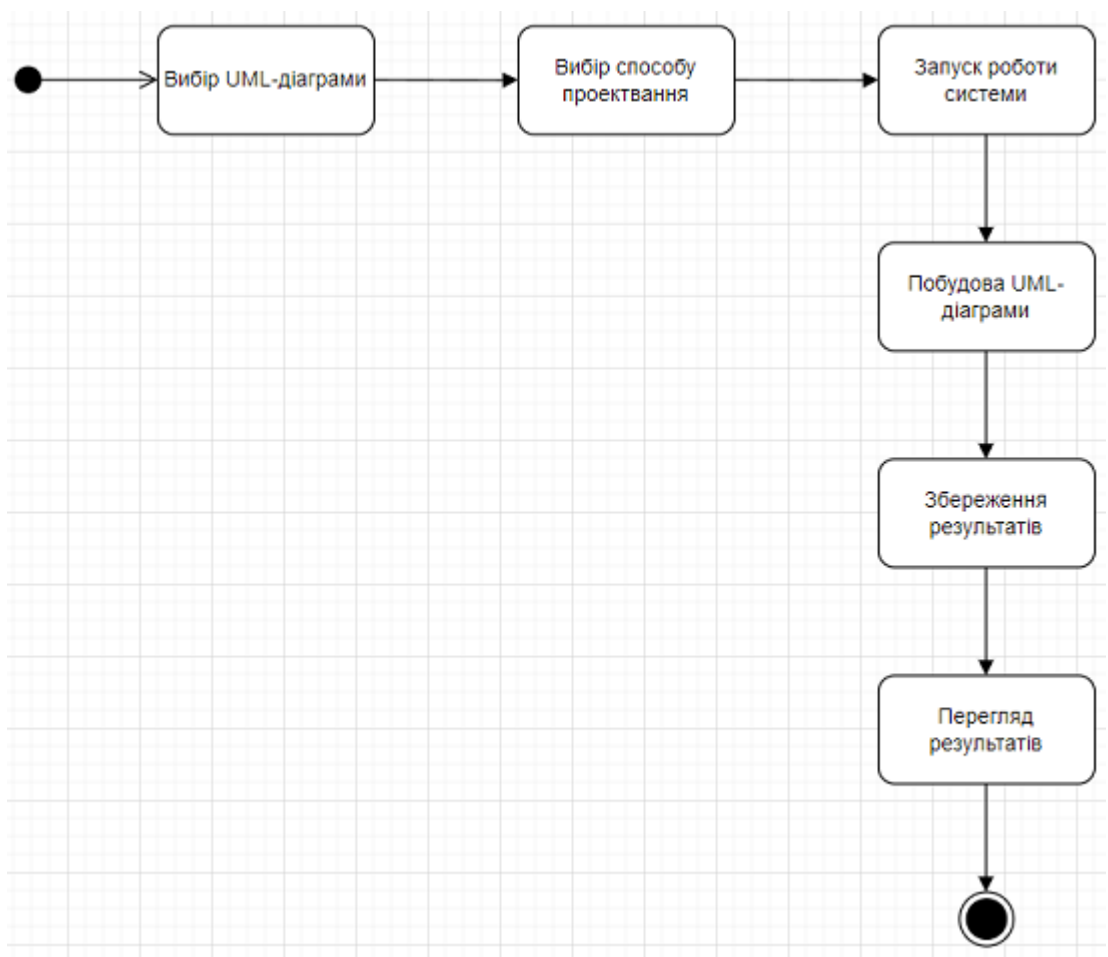 Вибір UML-діаграми
Вибір способу
проектвання
Запуск роботи
системи
Побудова UML-
діаграми
Збереження
результатів
Перегляд
результатів